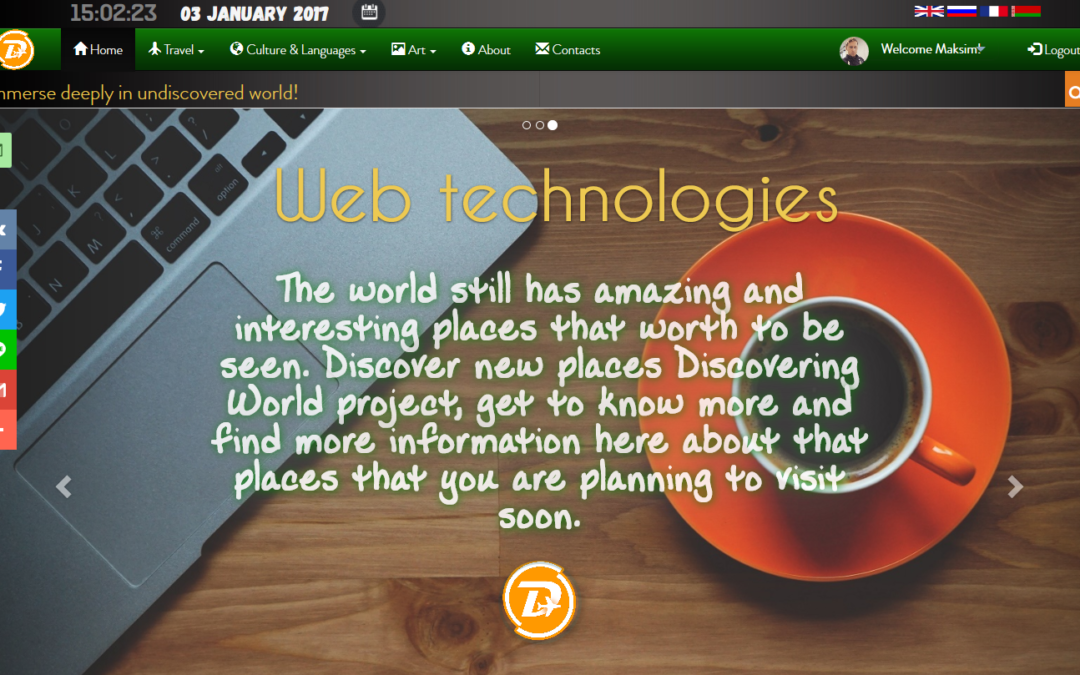 15:02:23 03 JANUARY 2017
Home Travel Culture & Languages Art About Contacts Welcome Maksim! Logout
mmerse deeply in undiscovered world!
Web technologies
The world still has amazing and
interesting places that worth to be
seen. Discover new places Discovering
World project, get to know more and
find more information here about that
places that you are planning to visit
soon.
D
option
command
K
L
J
M
N